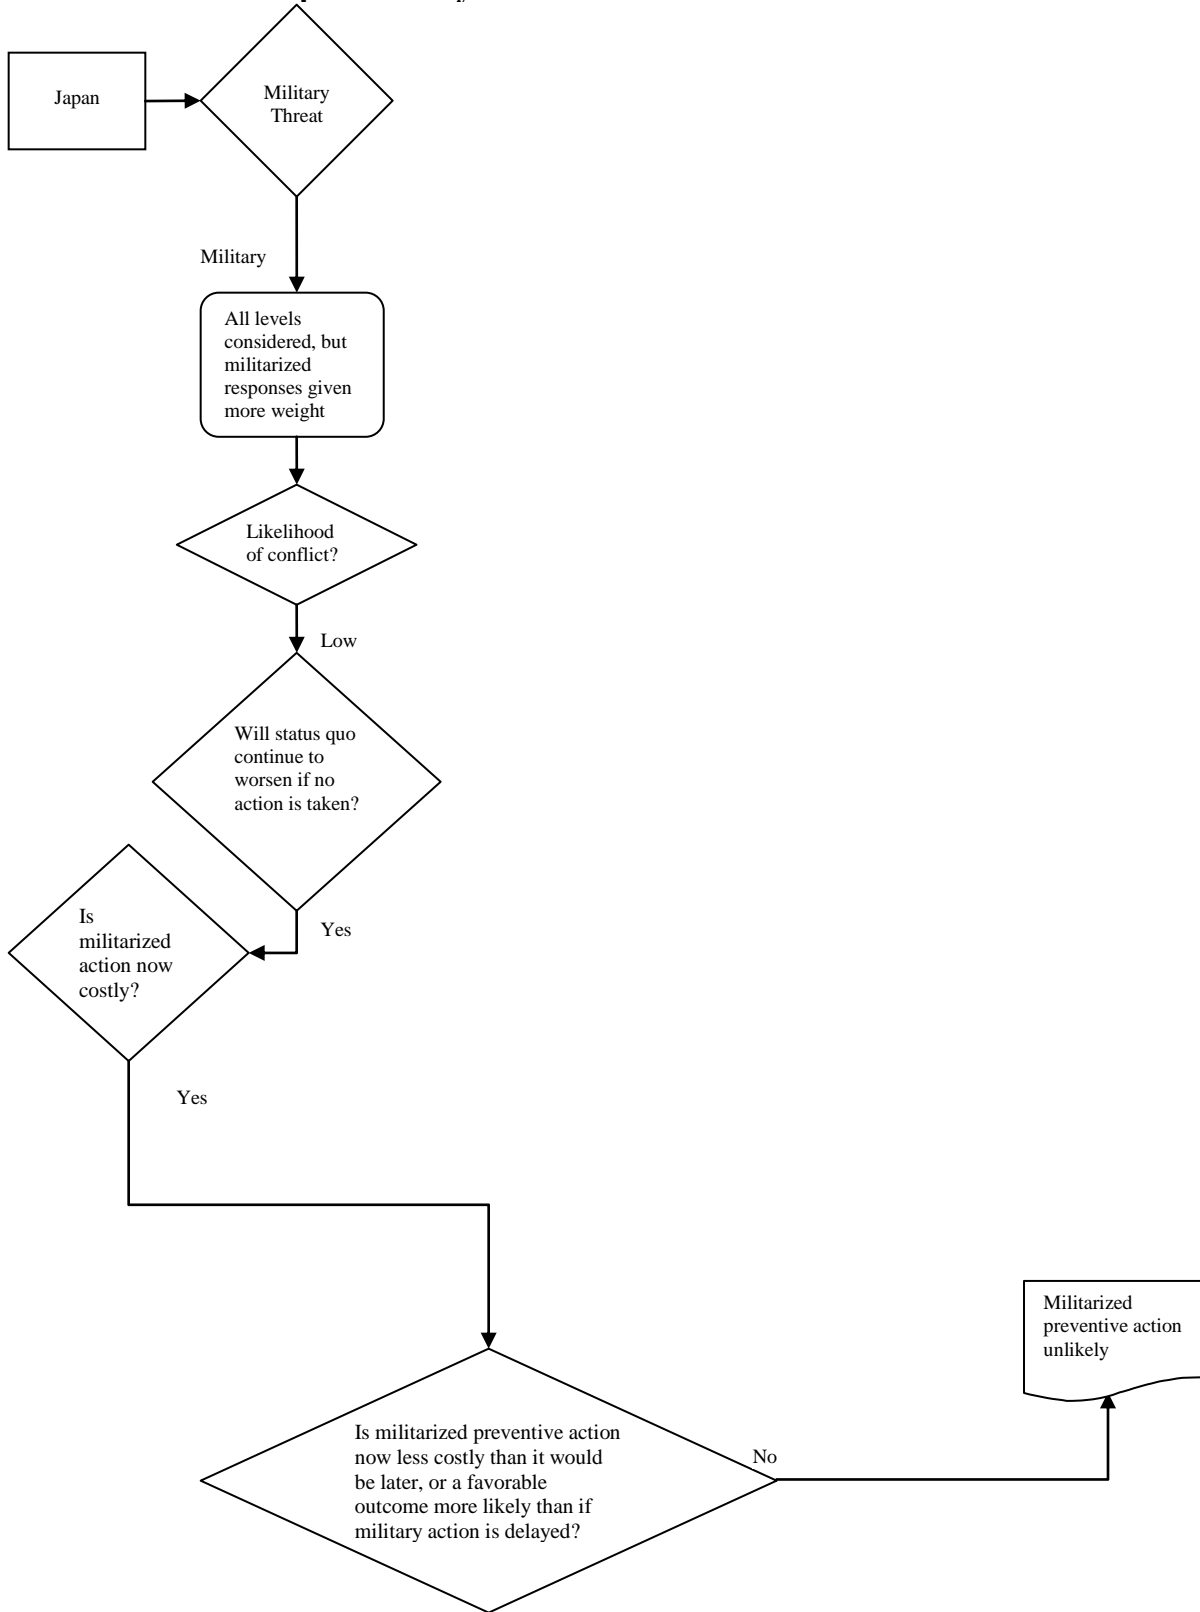 Japan
Military
Threat
Military
All levels
considered, but
militarized
responses given
more weight
Likelihood
of conflict?
Low
Will status quo
continue to
worsen if no
action is taken?
Yes
Is
militarized
action now
costly?
Yes
Militarized
preventive action
unlikely
Is militarized preventive action
now less costly than it would
be later, or a favorable
outcome more likely than if
military action is delayed?
No